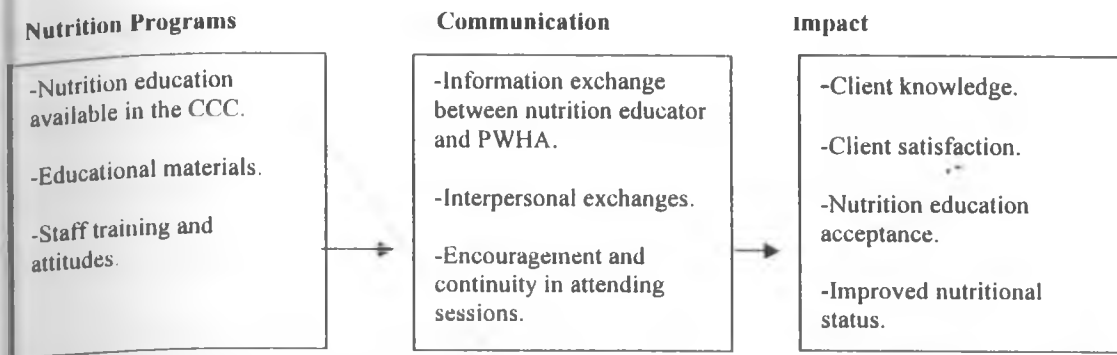 Nutrition Programs
-Nutrition education
available in the CCC.
-Educational materials.
-Staff training and
attitudes.
Communication
-Information exchange
between nutrition educator
and PWHA.
-Interpersonal exchanges.
-Encouragement and
continuity in attending
sessions.
Impact
-Client knowledge.
-Client satisfaction.
-Nutrition education
acceptance.
-Improved nutritional
status.